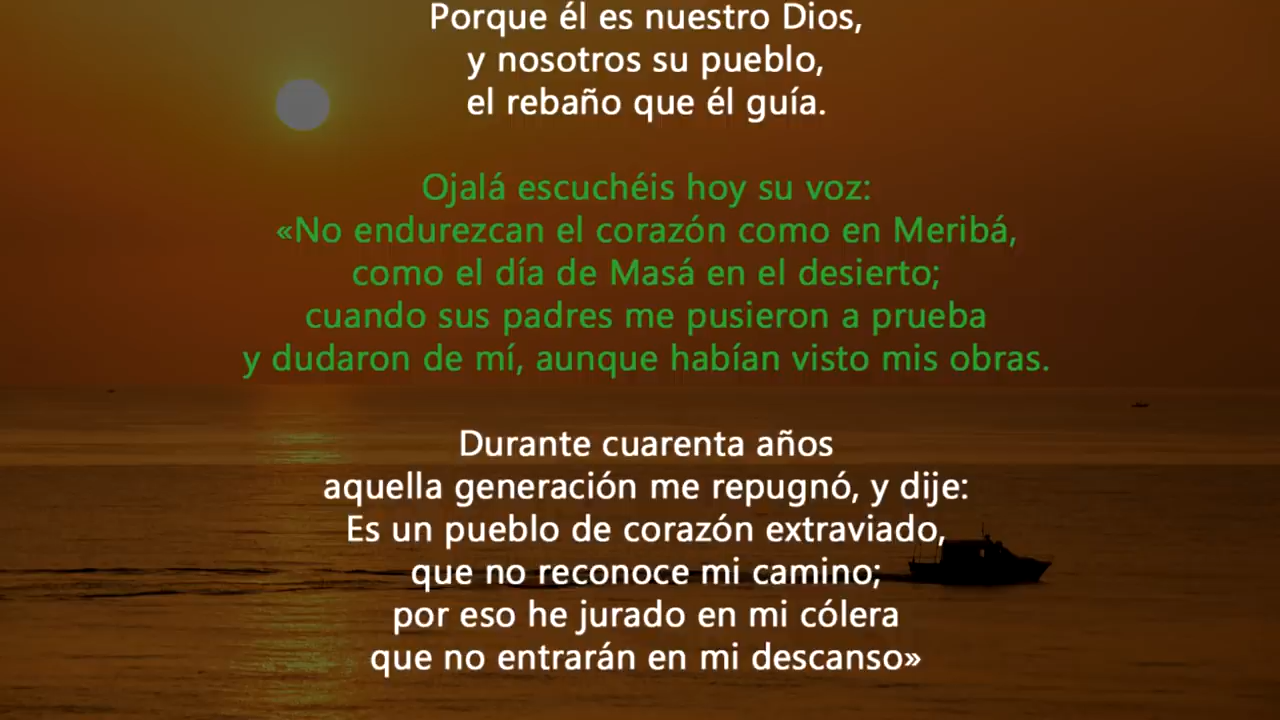 Porque él es nuestro Dios,
y nosotros su pueblo,
el rebaño que él guía.
Ojalá escuchéis hoy su voz:
«No endurezcan el corazón como en Meribá,
como el día de Masá en el desierto;
cuando sus padres me pusieron a prueba
y dudaron de mí, aunque habían visto mis obras.
Durante cuarenta años
aquella generación me repugnó, y dije:
Es un pueblo de corazón extraviado,
que no reconoce mi camino;
por eso he jurado en mi cólera
que no entrarán en mi descanso»